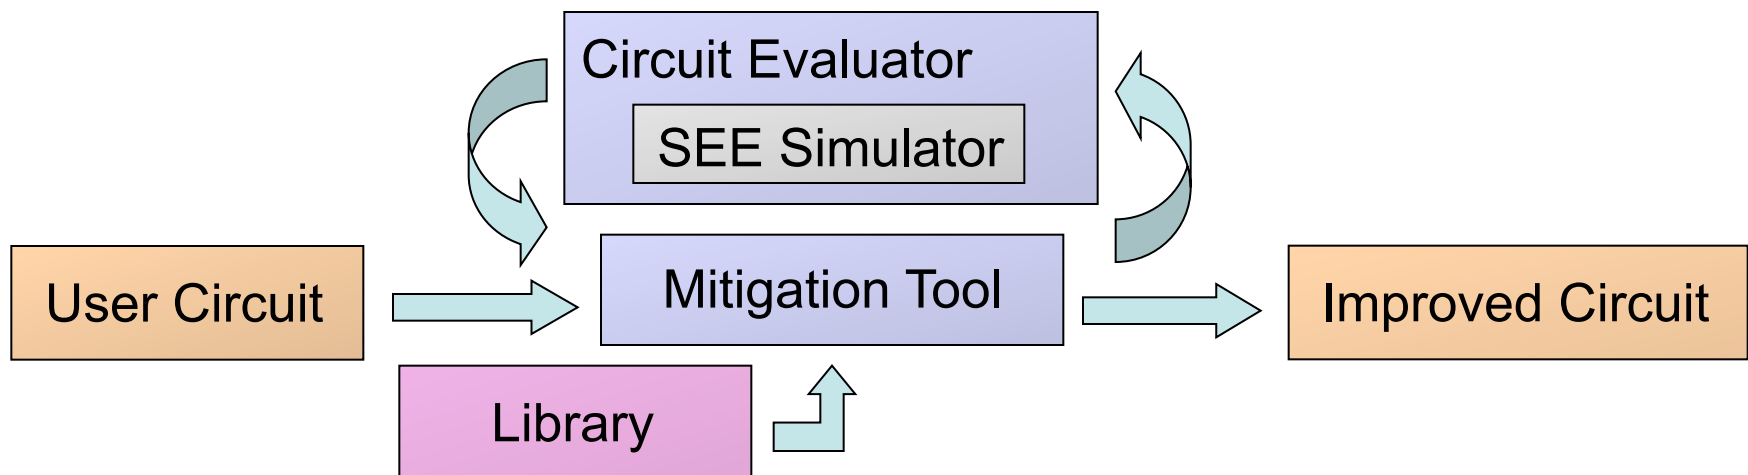 Circuit Evaluator
SEE Simulator
User Circuit
Mitigation Tool
Improved Circuit
Library